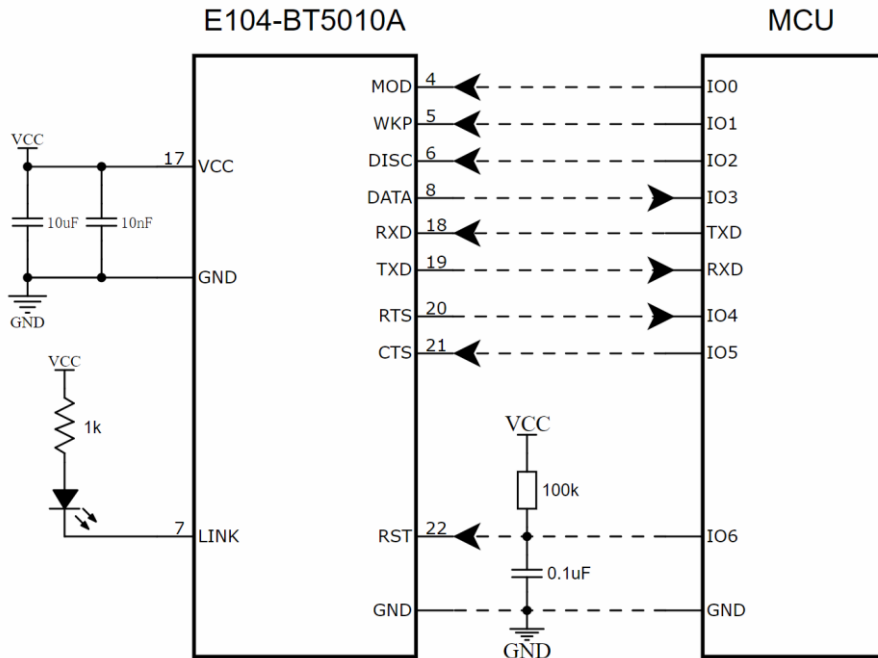 E104-BT5010A
MCU
MOD 4 IO0
WKP 5 IO1
VCC
17 VCC
DISC 6 IO2
DATA 8 IO3
10uF 10nF
RXD 18 TXD
TXD 19 RXD
GND
GND
RTS 20 IO4
CTS 21 IO5
VCC
1k
VCC
100k
7 LINK
RST 22 IO6
0.1uF
GND GND
GND